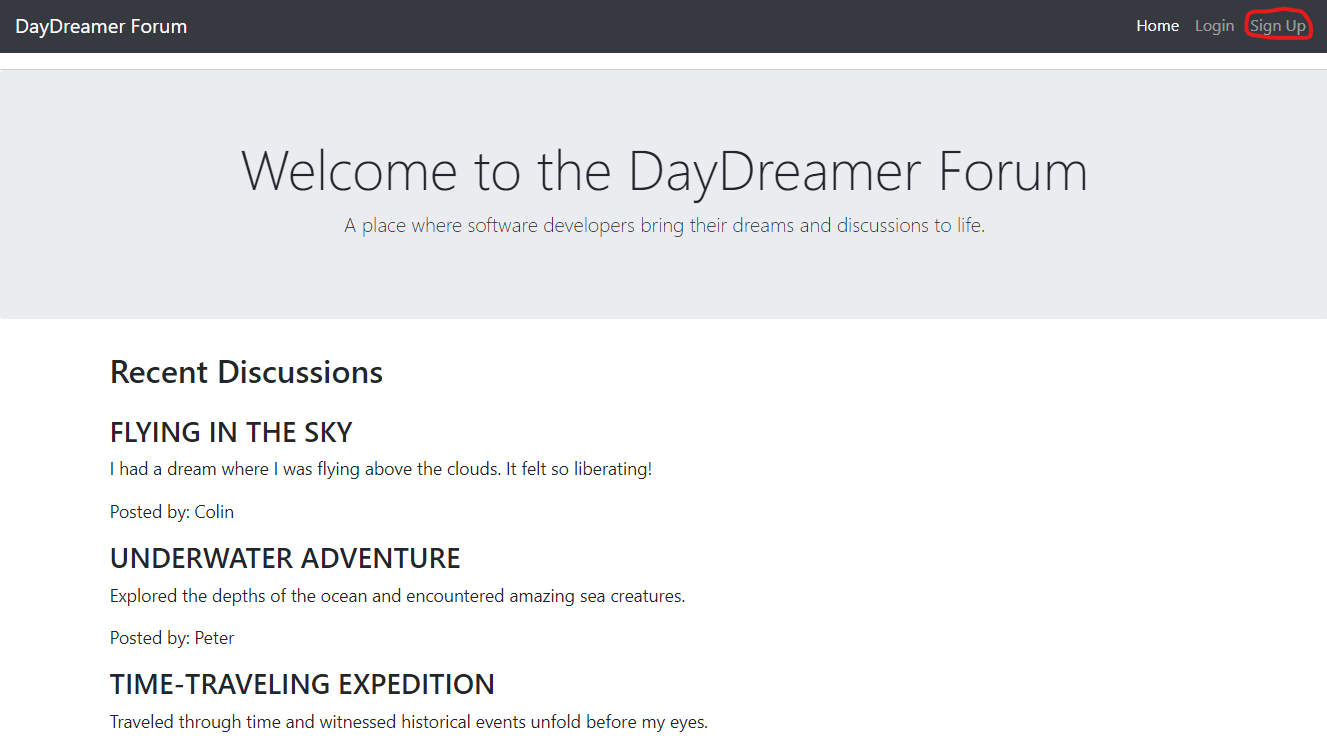 DayDreamer Forum
Home Login Sign Up
Welcome to the DayDreamer Forum
A place where software developers bring their dreams and discussions to life.
Recent Discussions
FLYING IN THE SKY
I had a dream where I was flying above the clouds. It felt so liberating!
Posted by: Colin
UNDERWATER ADVENTURE
Explored the depths of the ocean and encountered amazing sea creatures.
Posted by: Peter
TIME-TRAVELING EXPEDITION
Traveled through time and witnessed historical events unfold before my eyes.